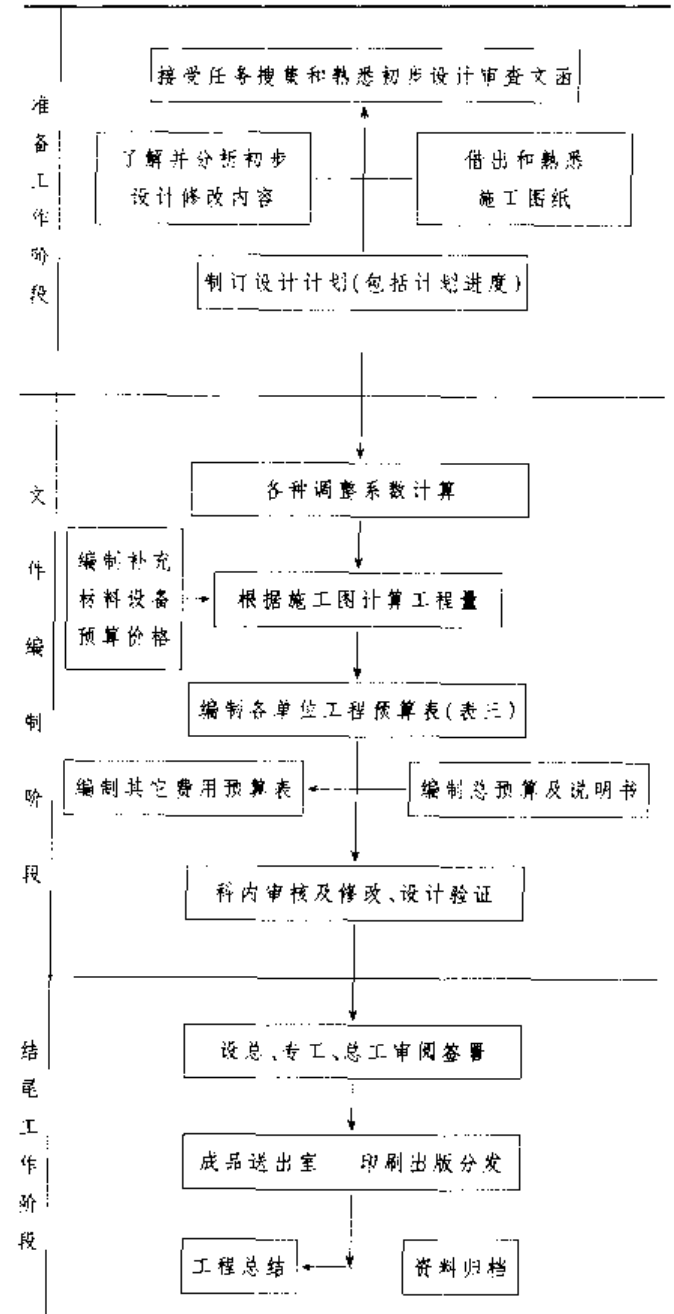 准备工作阶段
接受任务搜集和熟悉初步设计审查文函
了解并分析初步
设计修改内容
借出和熟悉
施工图纸
制订设计计划(包括计划进度)
文件编制阶段
各种调整系数计算
编制补充
材料设备
预算价格
根据施工图计算工程量
编制各单位工程预算表(表三)
编制其它费用预算表
编制总预算及说明书
科内审核及修改、设计验证
结尾工作阶段
设总、专工、总工审阅签署
成品送出室 印刷出版分发
工程总结
资料归档